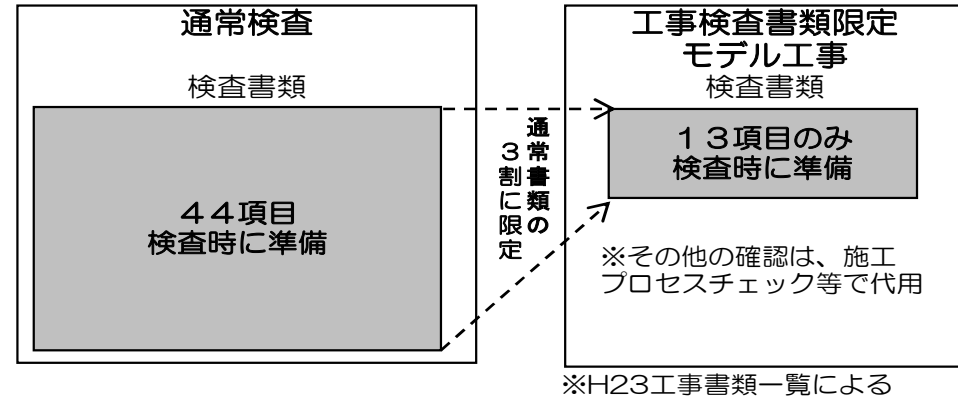 通常検査
検査書類
４４項目
検査時に準備
通常書類の
３割に限定
工事検査書類限定
モデル工事
検査書類
１３項目のみ
検査時に準備
※その他の確認は、施工
プロセスチェック等で代用
※H23工事書類一覧による